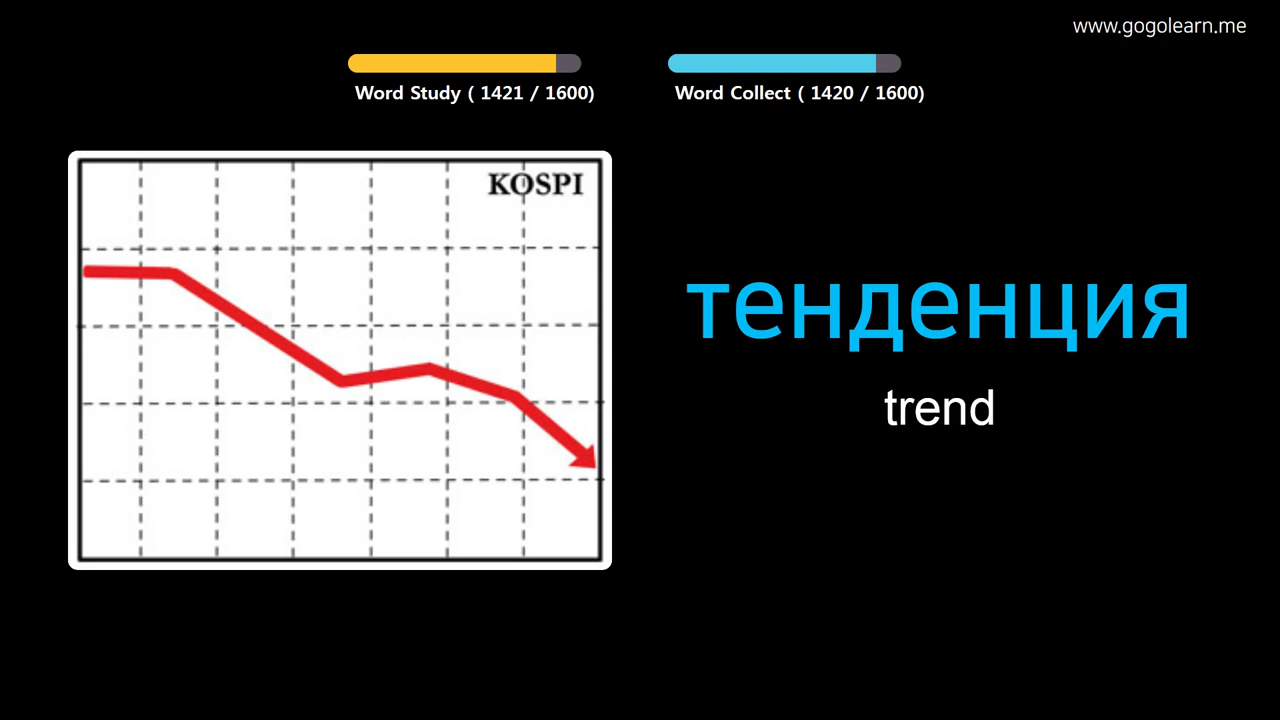 www.gogolearn.me
Word Study ( 1421 / 1600)
Word Collect ( 1420 / 1600)
KOSPI
тенденция
trend